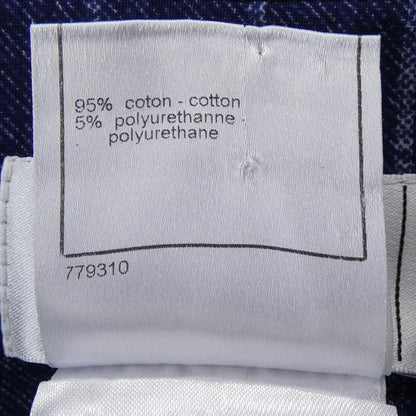 95% coton - cotton
5% polyurethanne -
polyurethane
779310